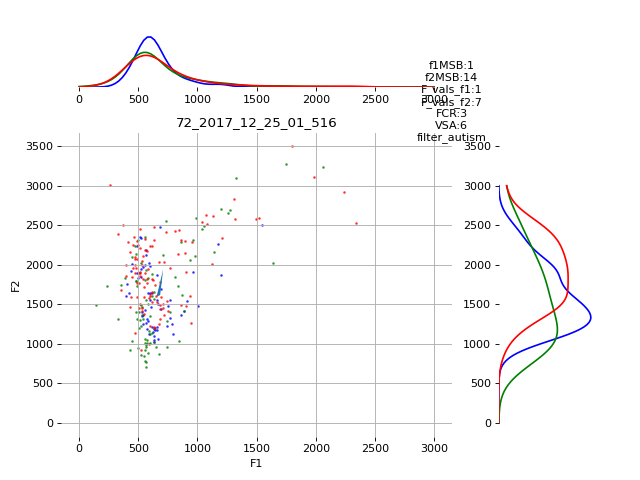 f1MSB:1
f2MSB:14
F_vals_f1:1
F_vals_f2:7
FCR:3
VSA:6
filter_autism
0 500 1000 1500 2000 2500 3000
72_2017_12_25_01_516
3500 3500
3000 3000
2500 2500
2000 2000
1500 1500
1000 1000
500 500
0 0
F2
0 500 1000 1500 2000 2500 3000
F1